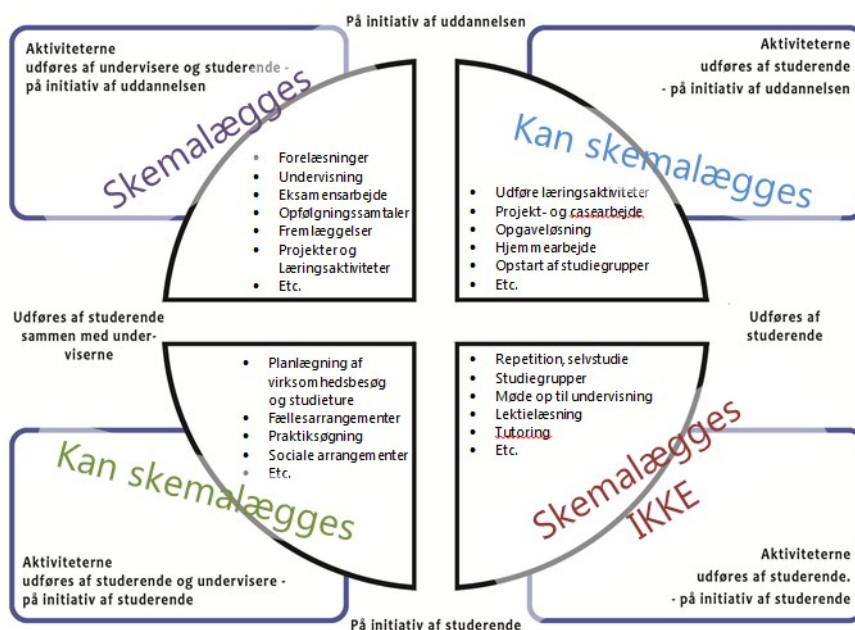 På initiativ af uddannelsen
Aktiviteterne
udføres af undervisere og studerende -
på initiativ af uddannelsen
Skemalægges
• Forelæsninger
• Undervisning
• Eksamensarbejde
• Opfølgningssamtaler
• Fremlæggelser
• Projekter og
Læringsaktiviteter
• Etc.
Aktiviteterne
udføres af studerende
- på initiativ af uddannelsen
Kan skemalægges
• Udføre læringsaktiviteter
• Projekt- og casearbejde
• Opgaveløsning
• Hjemmearbejde
• Opstart af studiegrupper
• Etc.
Udføres af studerende
sammen med under-
viserne
Udføres af
studerende
• Planlægning af
virksomhedsbesøg
og studieture
• Fællesarrangementer
• Praktiksøgning
• Sociale arrangementer
• Etc.
Kan skemalægges
Aktiviteterne
udføres af studerende og undervisere -
på initiativ af studerende
• Repetition, selvstudie
• Studiegrupper
• Møde op til undervisning
• Lektielæsning
• Tutoring
• Etc.
Skemalægges
IKKE
Aktiviteterne
udføres af studerende.
- på initiativ af studerende
På initiativ af studerende